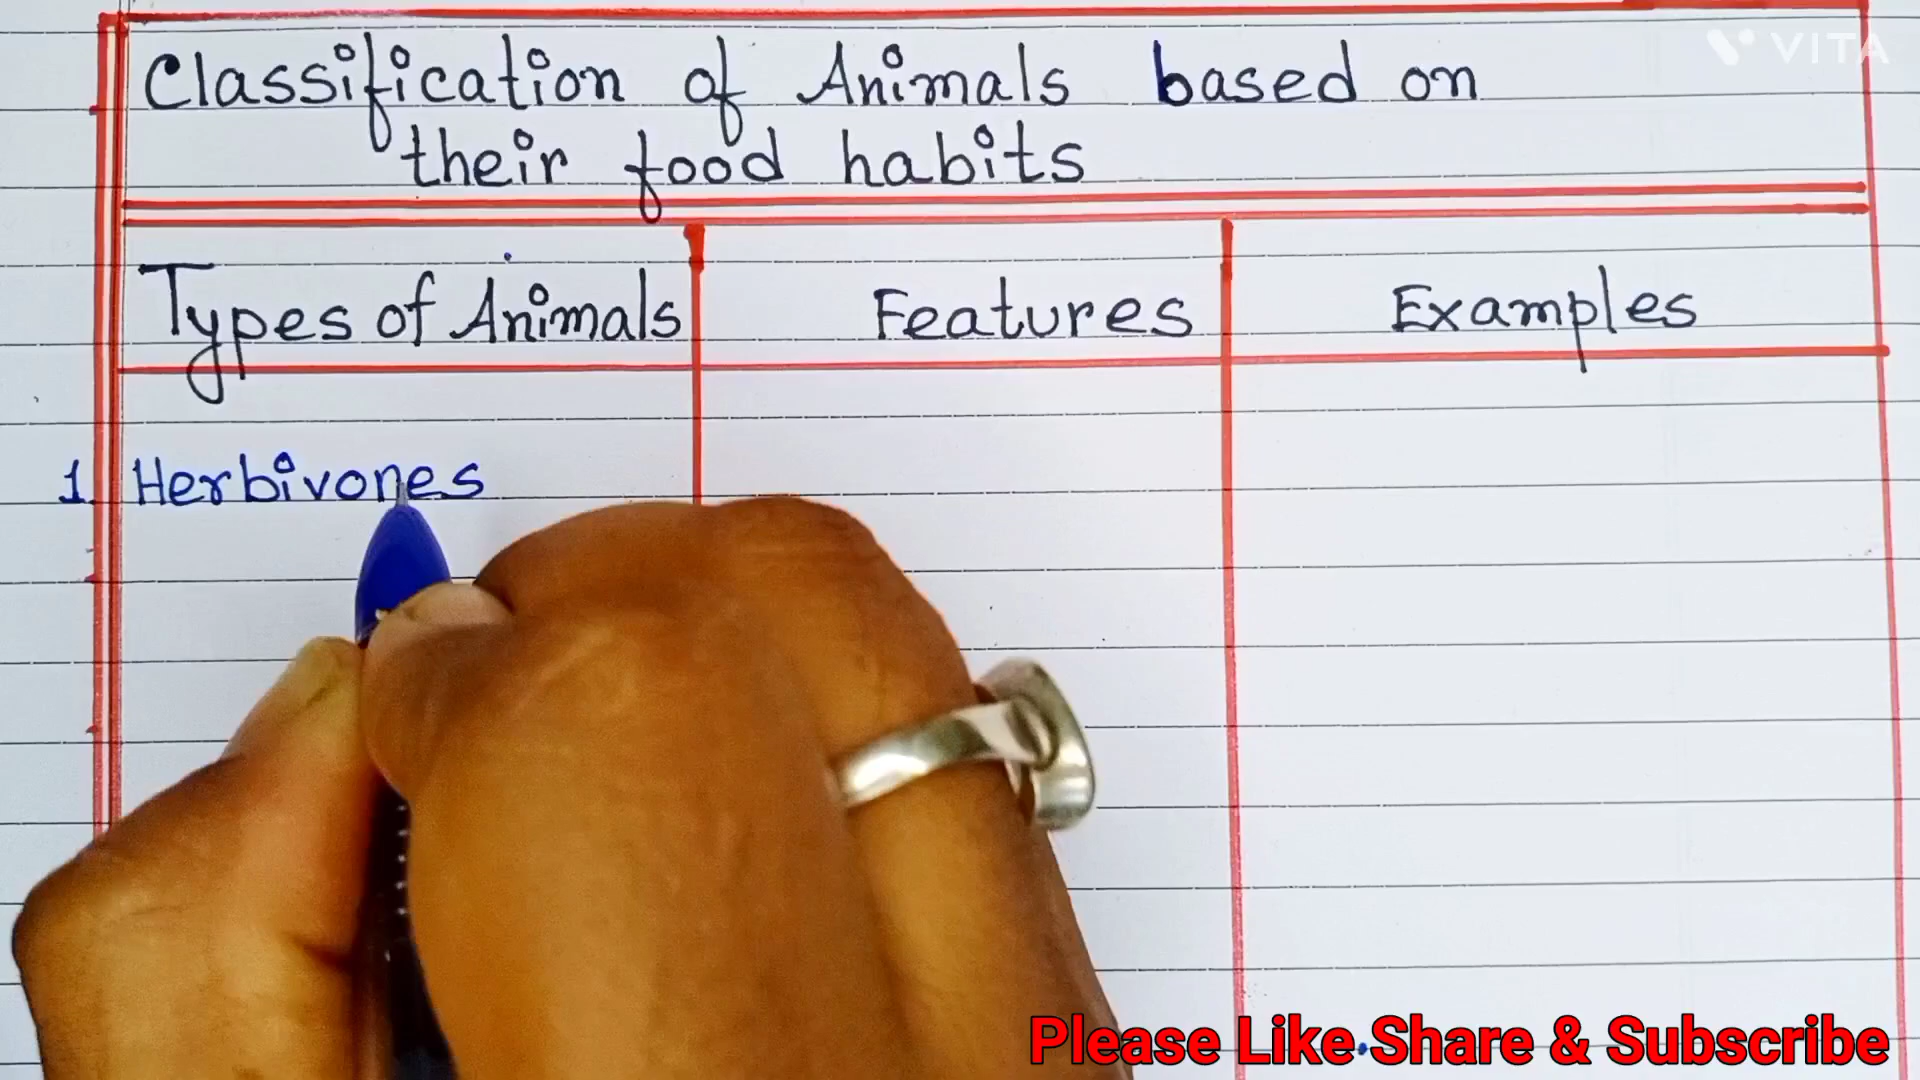 VITA
Classification of Animals based on
their food habits
Types of Animals Features Examples
1. Herbivores
Please Like Share & Subscribe